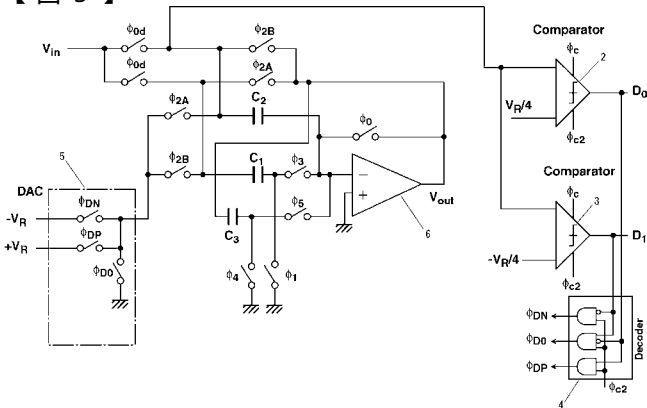 Comparator
ϕc
Vin
ϕ0d
ϕ2B
2
D0
ϕ0d
ϕ2A
VR/4
ϕ2A
C2
ϕ0
ϕc2
5
ϕ2B
C1
ϕ3
Comparator
ϕc
DAC
Vout
3
ϕDN
-VR
D1
ϕ5
6
+VR
ϕDP
C3
-VR/4
ϕD0
ϕ4
ϕ1
ϕc2
ϕDN
ϕD0
Decoder
ϕDP
ϕc2
4